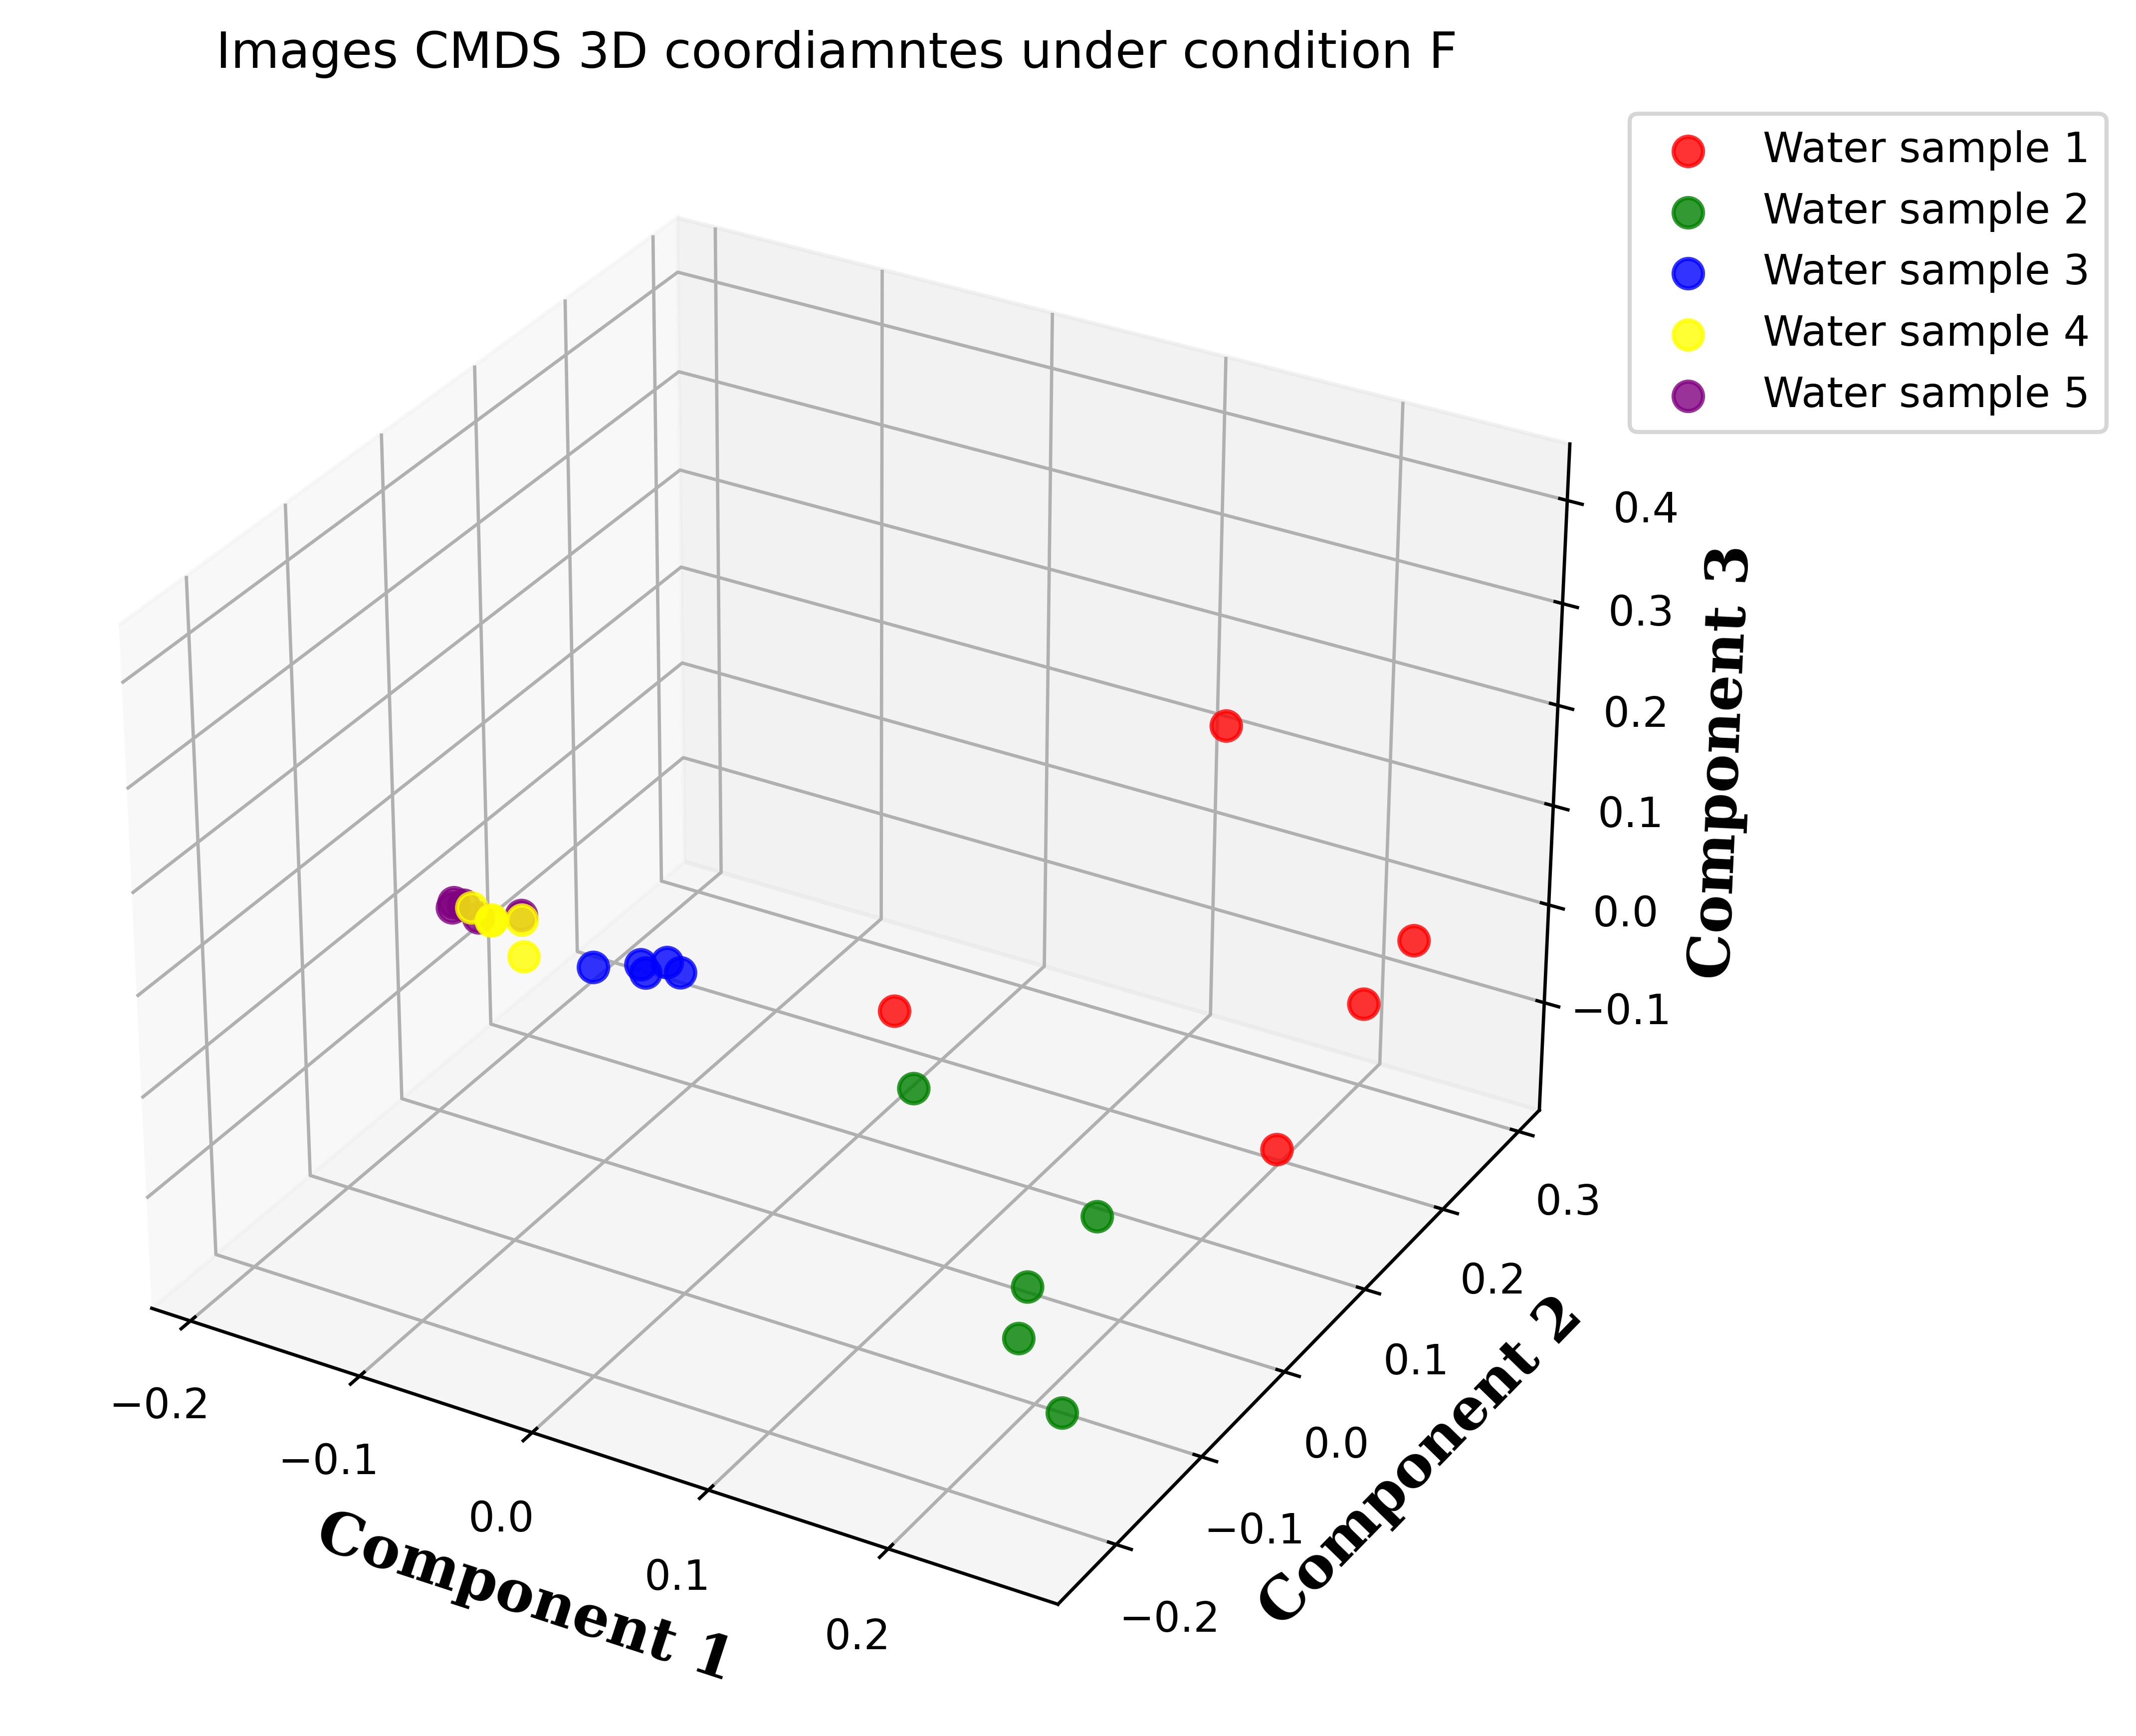 Images CMDS 3D coordiamntes under condition F
Water sample 1
Water sample 2
Water sample 3
Water sample 4
Water sample 5
0.4
0.3
0.2
0.1
0.0
−0.1
Component 3
0.3
0.2
0.1
0.0
−0.1
−0.2
Component 2
−0.2
−0.1
0.0
0.1
0.2
Component 1